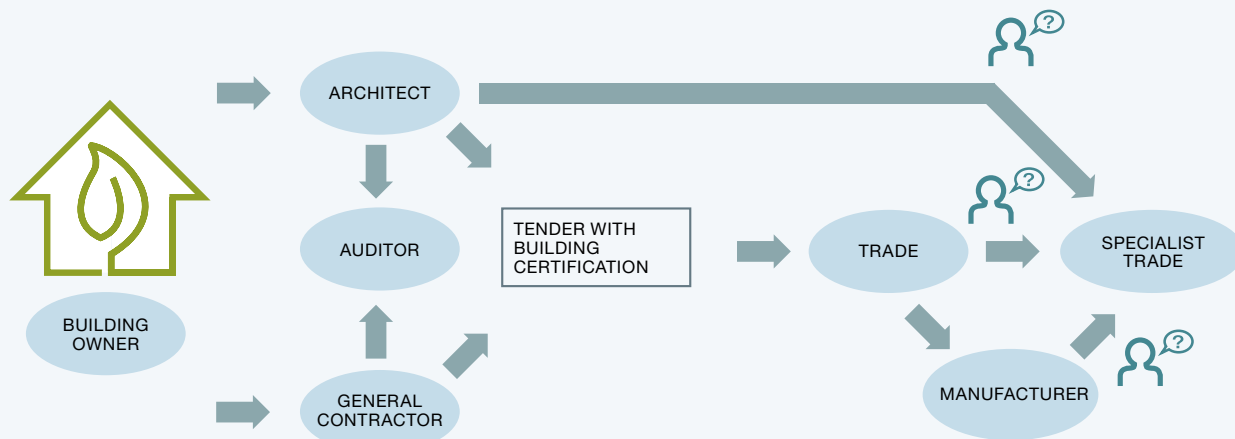 ?
ARCHITECT
?
TENDER WITH
BUILDING
CERTIFICATION
AUDITOR
TRADE
SPECIALIST
TRADE
BUILDING
OWNER
?
GENERAL
CONTRACTOR
MANUFACTURER